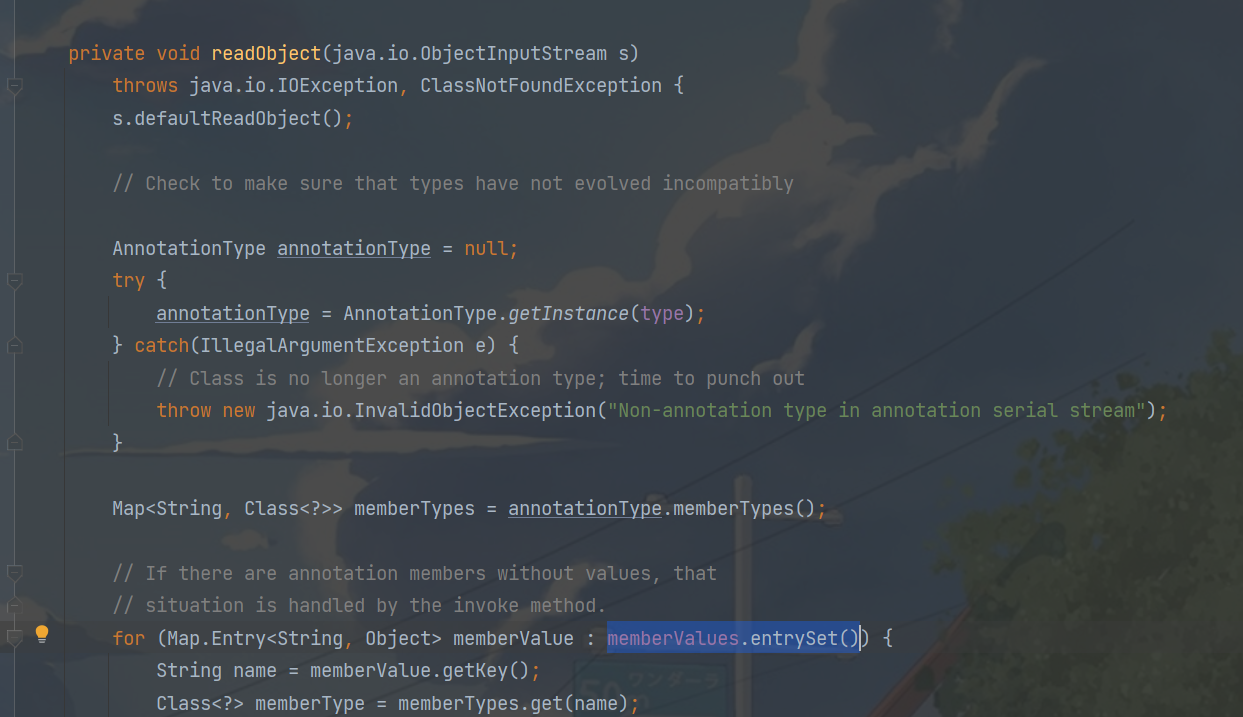 private void readObject(java.io.ObjectInputStream s)
throws java.io.IOException, ClassNotFoundException {
s.defaultReadObject();
// Check to make sure that types have not evolved incompatibly
AnnotationType annotationType = null;
try {
annotationType = AnnotationType.getInstance(type);
} catch(IllegalArgumentException e) {
// Class is no longer an annotation type; time to punch out
throw new java.io.InvalidObjectException("Non-annotation type in annotation serial stream");
}
Map<String, Class<?>> memberTypes = annotationType.memberTypes();
// If there are annotation members without values, that
// situation is handled by the invoke method.
for (Map.Entry<String, Object> memberValue : memberValues.entrySet()) {
String name = memberValue.getKey();
Class<?> memberType = memberTypes.get(name);